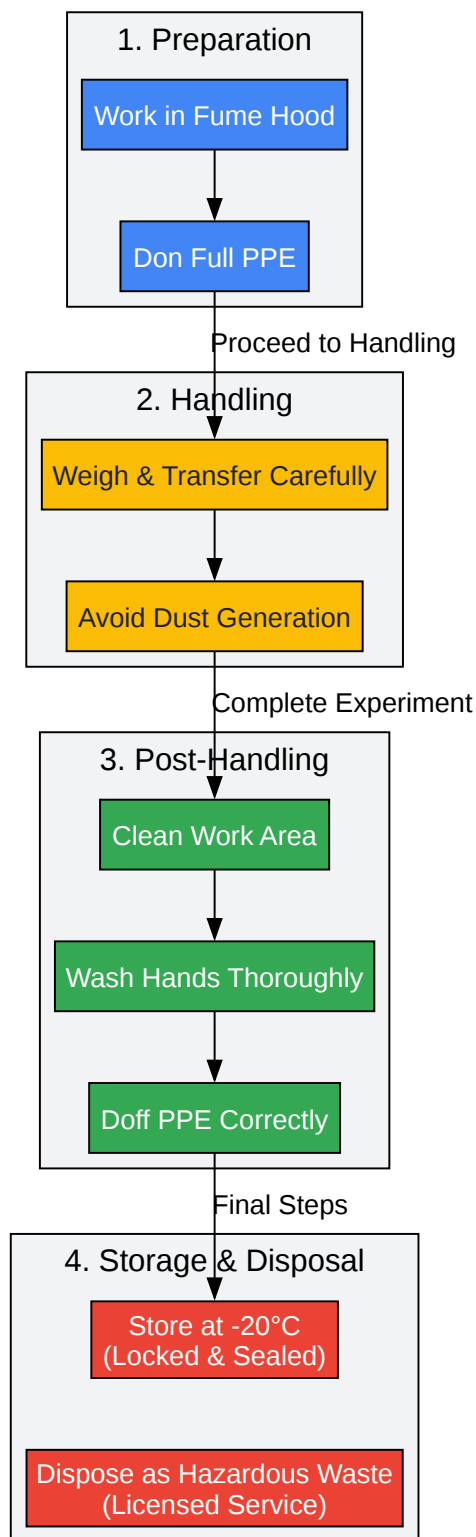 1. Preparation
Work in Fume Hood
Don Full PPE
Proceed to Handling
2. Handling
Weigh & Transfer Carefully
Avoid Dust Generation
Complete Experiment
3. Post-Handling
Clean Work Area
Wash Hands Thoroughly
Doff PPE Correctly
Final Steps
4. Storage & Disposal
Store at -20°C
(Locked & Sealed)
Dispose as Hazardous Waste
(Licensed Service)